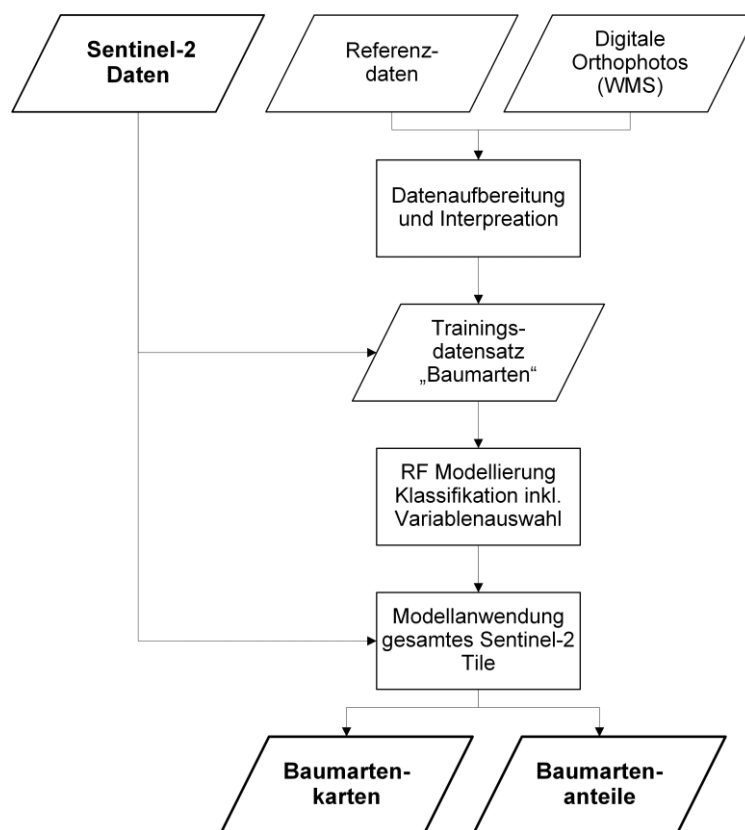 Sentinel-2
Daten
Referenz-
daten
Digitale
Orthophotos
(WMS)
Datenaufbereitung
und Interpreation
Trainings-
datensatz
„Baumarten“
RF Modellierung
Klassifikation inkl.
Variablenauswahl
Modellanwendung
gesamtes Sentinel-2
Tile
Baumarten-
karten
Baumarten-
anteile